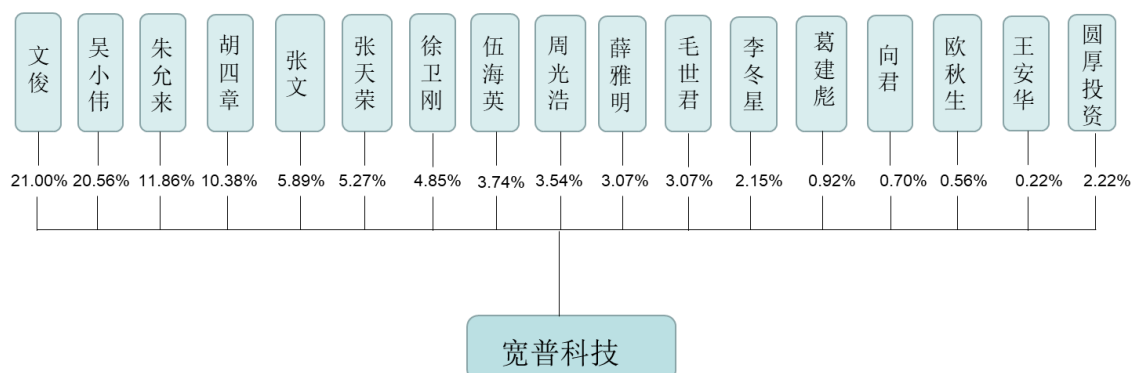 文俊
吴小伟
朱允来
胡四章
张文
张天荣
徐卫刚
伍海英
周光浩
薛雅明
毛世君
李冬星
葛建彪
向君
欧秋生
王安华
圆厚投资
21.00% 20.56% 11.86% 10.38% 5.89% 5.27% 4.85% 3.74% 3.54% 3.07% 3.07% 2.15% 0.92% 0.70% 0.56% 0.22% 2.22%
宽普科技